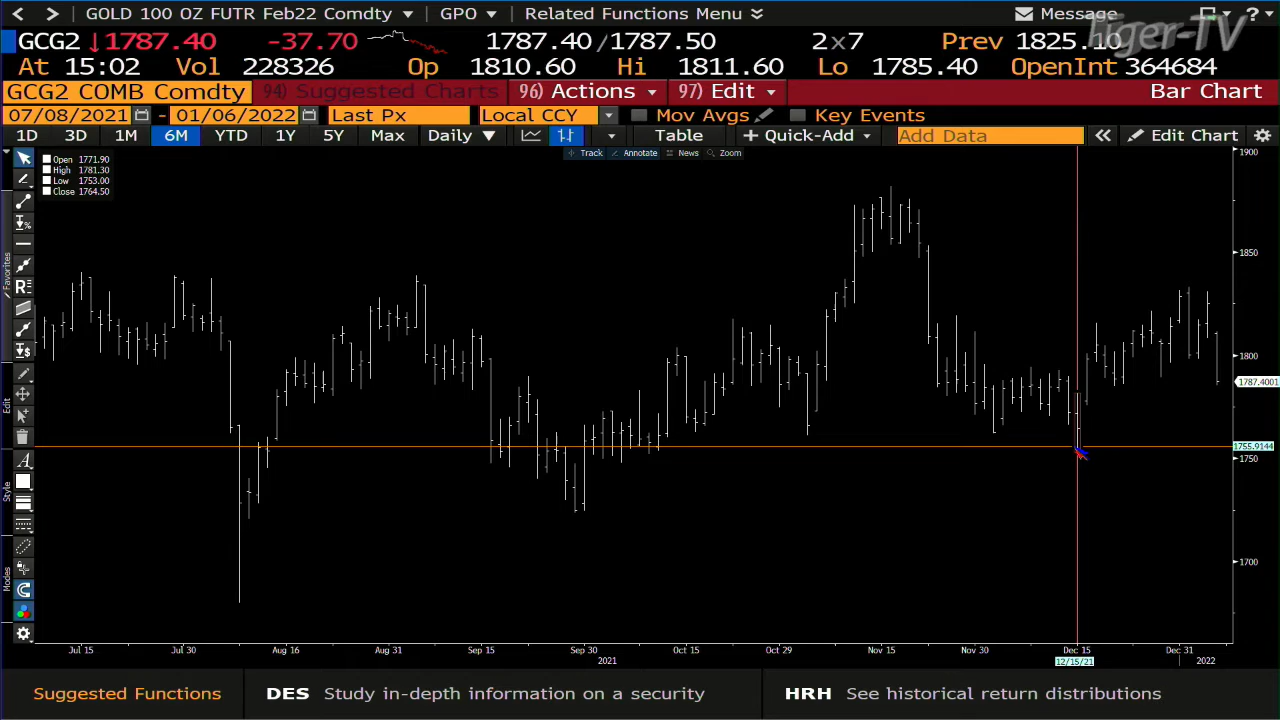 GOLD 100 OZ FUTR Feb22 Comdty GPO Related Functions Menu Message ?
GCG2 ↓1787.40 -37.70 1787.40/1787.50 2x7 Prev 1825.10
At 15:02 Vol 228326 Op 1810.60 Hi 1811.60 Lo 1785.40 OpenInt 364684
GCG2 COMB Comdty 94) Suggested Charts 96) Actions 97) Edit Bar Chart
07/08/2021 - 01/06/2022 Last Px Local CCY Mov Avgs Key Events
1D 3D 1M 6M YTD 1Y 5Y Max Daily Table + Quick-Add Add Data Edit Chart
Track Annotate News Zoom
Open 1771.90
High 1781.30
Low 1753.00
Close 1764.50
Favorites
Edit
Style
Modes
1900
1850
1800
1787.4001
1755.9144
1750
1700
Jul 15 Jul 30 Aug 16 Aug 31 Sep 15 Sep 30 Oct 15 Oct 29 Nov 15 Nov 30 Dec 15 Dec 31
2021 12/15/21 2022
Suggested Functions DES Study in-depth information on a security HRH See historical return distributions